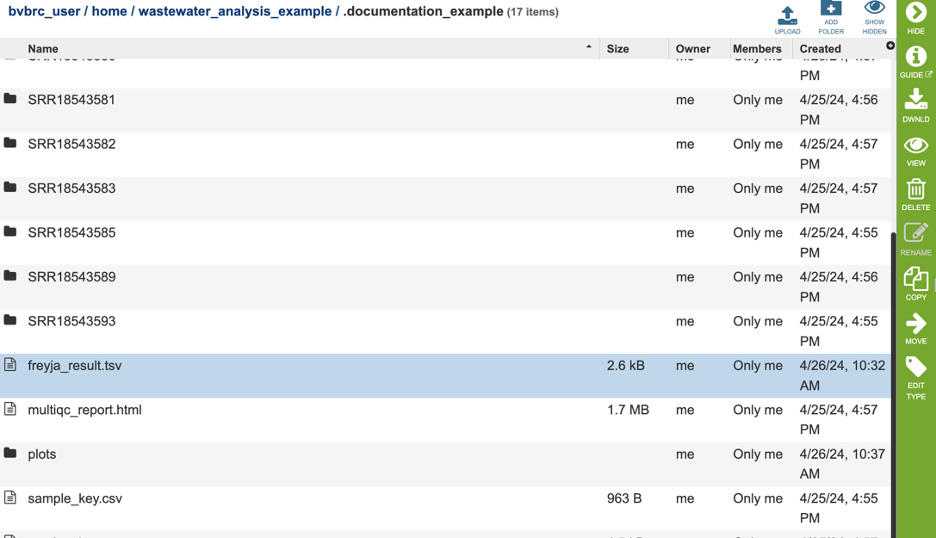 bvbrc_user / home / wastewater_analysis_example / .documentation_example (17 items)
UPLOAD
ADD FOLDER
SHOW HIDDEN
Name Size Owner Members Created
PM
SRR18543581 me Only me 4/25/24, 4:56
PM
SRR18543582 me Only me 4/25/24, 4:57
PM
SRR18543583 me Only me 4/25/24, 4:57
PM
SRR18543585 me Only me 4/25/24, 4:55
PM
SRR18543589 me Only me 4/25/24, 4:56
PM
SRR18543593 me Only me 4/25/24, 4:55
PM
freyja_result.tsv 2.6 kB me Only me 4/26/24, 10:32
AM
multiqc_report.html 1.7 MB me Only me 4/25/24, 4:57
PM
plots me Only me 4/26/24, 10:37
AM
sample_key.csv 963 B me Only me 4/25/24, 4:55
PM
HIDE
GUIDE
DWNLD
VIEW
DELETE
RENAME
COPY
MOVE
EDIT
TYPE